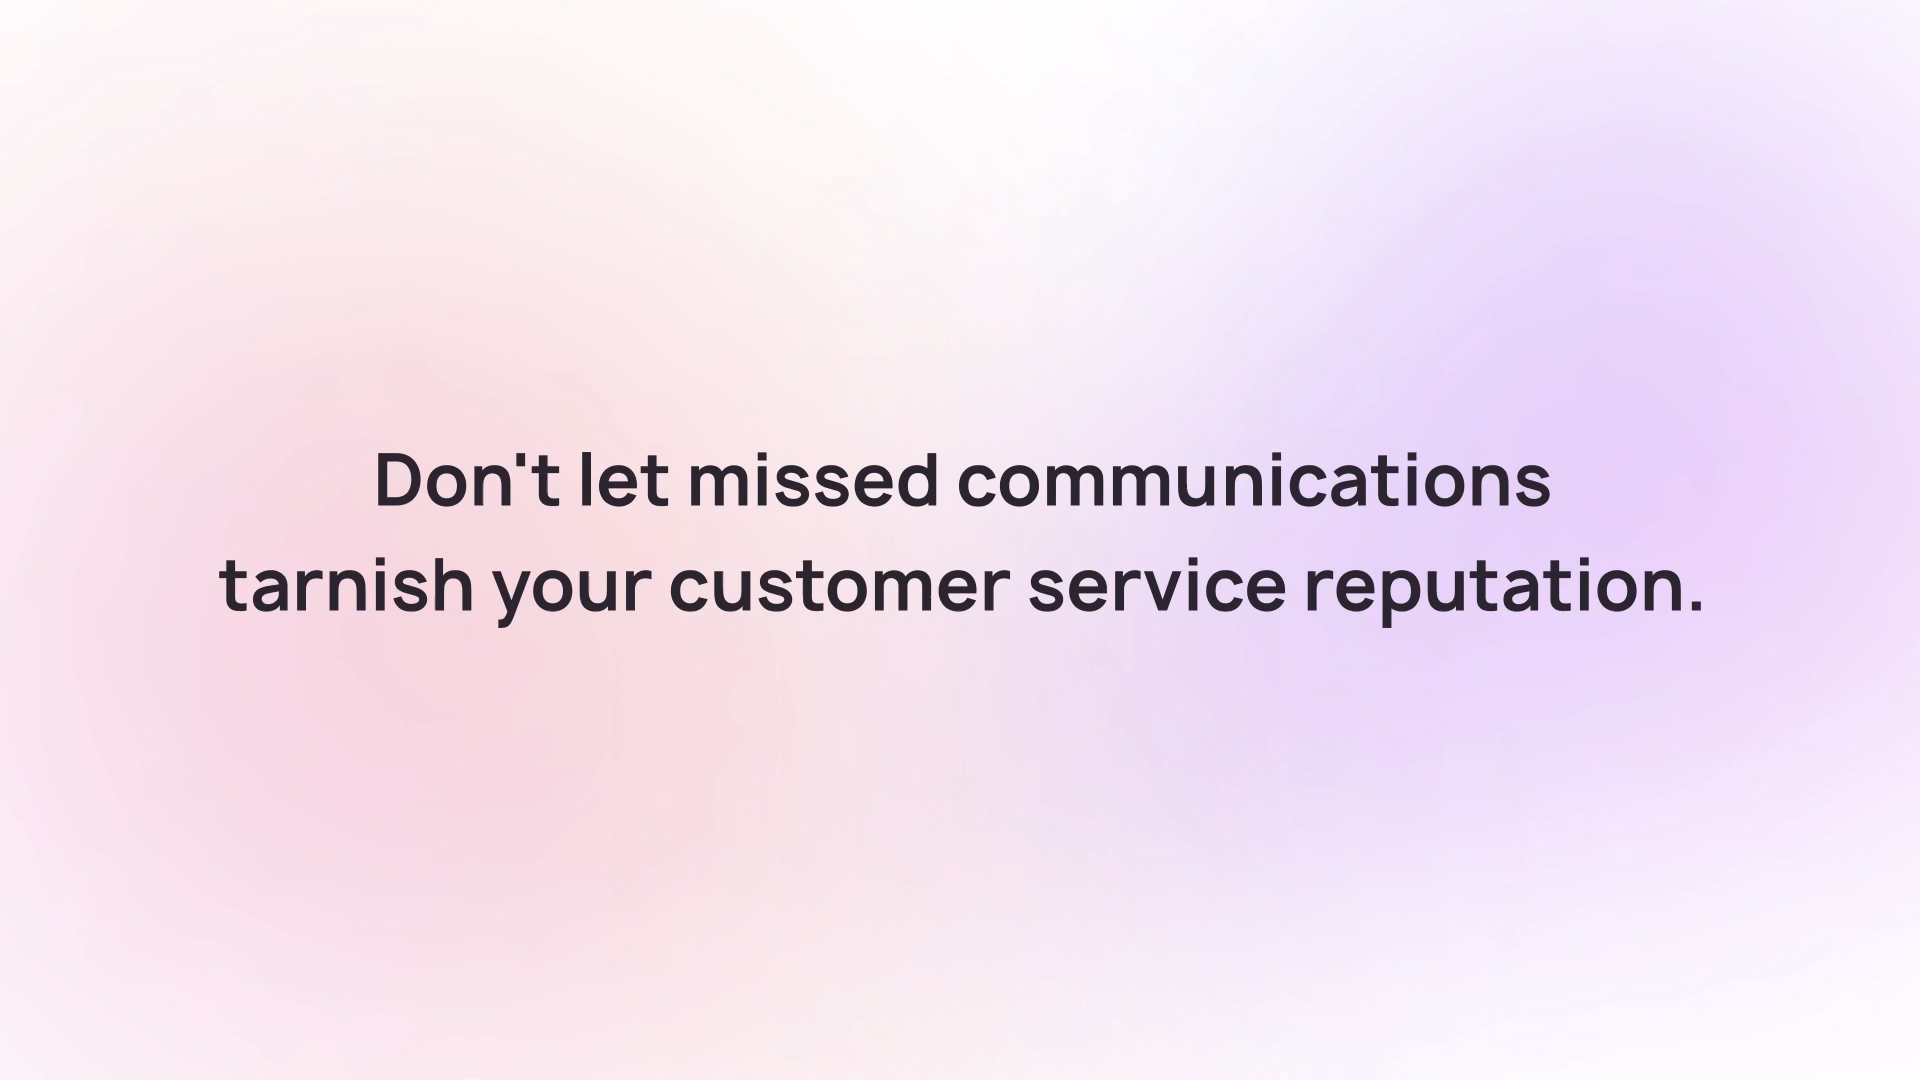 Don't let missed communications
tarnish your customer service reputation.